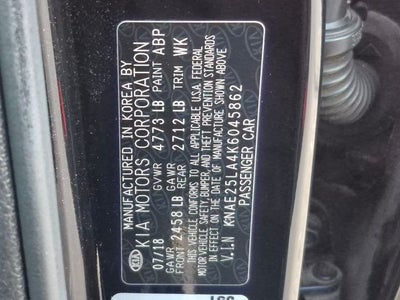 MANUFACTURED IN KOREA BY
KIA MOTORS CORPORATION
07/18 GVWR 4773 LB PAINT ABP
GAWR FRONT 2458 LB GAWR REAR 2712 LB TRIM WK
THIS VEHICLE CONFORMS TO ALL APPLICABLE U.S.A. FEDERAL
MOTOR VEHICLE SAFETY, BUMPER, AND THEFT PREVENTION STANDARDS
IN EFFECT ON THE DATE OF MANUFACTURE SHOWN ABOVE
V.I.N KNAE25LA4K6045862
PASSENGER CAR
KIA